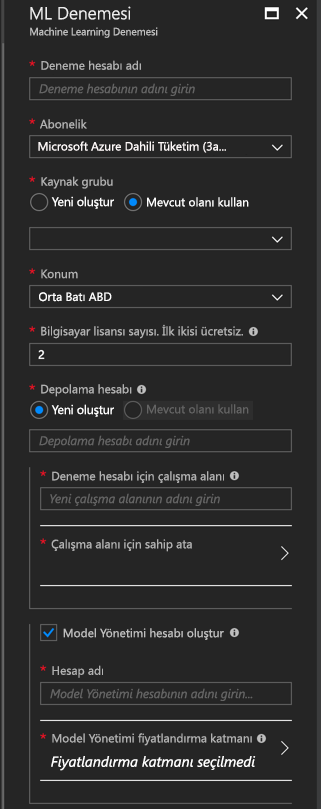 ML Denemesi
Machine Learning Denemesi
* Deneme hesabı adı
Deneme hesabının adını girin
* Abonelik
Microsoft Azure Dahili Tüketim (3a...
* Kaynak grubu
Yeni oluştur Mevcut olanı kullan
* Konum
Orta Batı ABD
* Bilgisayar lisansı sayısı. İlk ikisi ücretsiz.
2
* Depolama hesabı
Yeni oluştur Mevcut olanı kullan
Depolama hesabı adını girin
* Deneme hesabı için çalışma alanı
Yeni çalışma alanının adını girin
* Çalışma alanı için sahip ata
Model Yönetimi hesabı oluştur
* Hesap adı
Model Yönetimi hesabının adını girin...
* Model Yönetimi fiyatlandırma katmanı
Fiyatlandırma katmanı seçilmedi